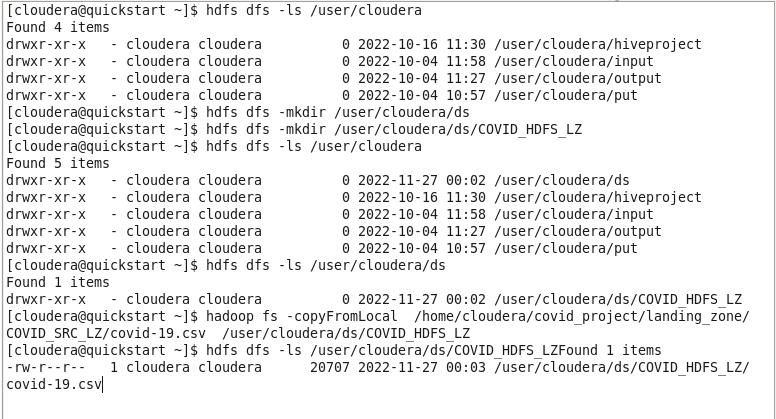 [cloudera@quickstart ~]$ hdfs dfs -ls /user/cloudera
Found 4 items
drwxr-xr-x   - cloudera cloudera          0 2022-10-16 11:30 /user/cloudera/hiveproject
drwxr-xr-x   - cloudera cloudera          0 2022-10-04 11:58 /user/cloudera/input
drwxr-xr-x   - cloudera cloudera          0 2022-10-04 11:27 /user/cloudera/output
drwxr-xr-x   - cloudera cloudera          0 2022-10-04 10:57 /user/cloudera/put
[cloudera@quickstart ~]$ hdfs dfs -mkdir /user/cloudera/ds
[cloudera@quickstart ~]$ hdfs dfs -mkdir /user/cloudera/ds/COVID_HDFS_LZ
[cloudera@quickstart ~]$ hdfs dfs -ls /user/cloudera
Found 5 items
drwxr-xr-x   - cloudera cloudera          0 2022-11-27 00:02 /user/cloudera/ds
drwxr-xr-x   - cloudera cloudera          0 2022-10-16 11:30 /user/cloudera/hiveproject
drwxr-xr-x   - cloudera cloudera          0 2022-10-04 11:58 /user/cloudera/input
drwxr-xr-x   - cloudera cloudera          0 2022-10-04 11:27 /user/cloudera/output
drwxr-xr-x   - cloudera cloudera          0 2022-10-04 10:57 /user/cloudera/put
[cloudera@quickstart ~]$ hdfs dfs -ls /user/cloudera/ds
Found 1 items
drwxr-xr-x   - cloudera cloudera          0 2022-11-27 00:02 /user/cloudera/ds/COVID_HDFS_LZ
[cloudera@quickstart ~]$ hadoop fs -copyFromLocal  /home/cloudera/covid_project/landing_zone/
COVID_SRC_LZ/covid-19.csv  /user/cloudera/ds/COVID_HDFS_LZ
[cloudera@quickstart ~]$ hdfs dfs -ls /user/cloudera/ds/COVID_HDFS_LZFound 1 items
-rw-r--r--   1 cloudera cloudera      20707 2022-11-27 00:03 /user/cloudera/ds/COVID_HDFS_LZ/
covid-19.csv